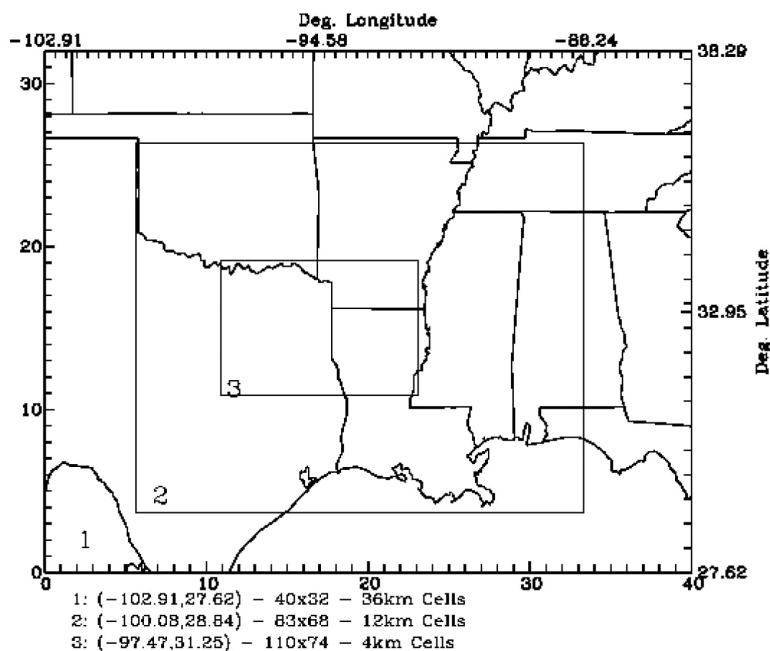 Deg. Longitude
-102.91 -94.58 -86.24
38.29
30
20
32.95
Deg. Latitude
3
10
2
1
0
27.62
0 10 20 30 40
1: (-102.91,27.62) - 40x32 - 36km Cells
2: (-100.08,28.84) - 83x68 - 12km Cells
3: (-97.47,31.25) - 110x74 - 4km Cells